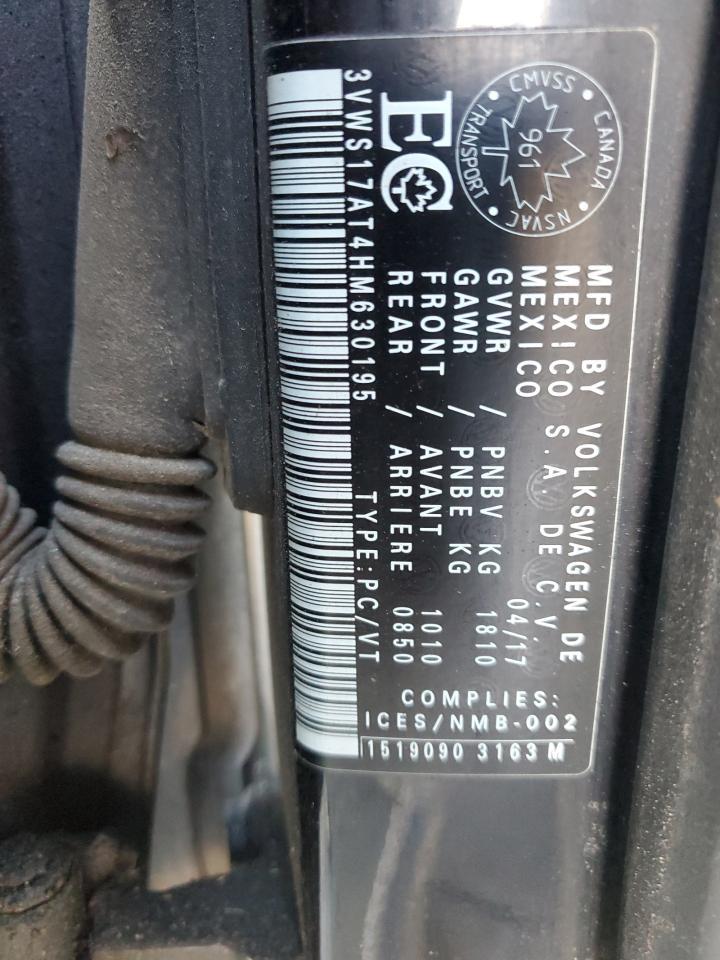 MFD BY VOLKSWAGEN DE
MEXICO S.A. DE C.V.
MEXICO 04/17
GVWR / PNBV KG 1810
GAWR / PNBE KG
FRONT / AVANT 1010
REAR / ARRIERE 0850
3VWS17AT4HM630195 TYPE:PC/VT
CMVSS • CANADA • NSVAC • TRANSPORT •
961
EC
COMPLIES:
ICES/NMB-002
1519090 3163 M